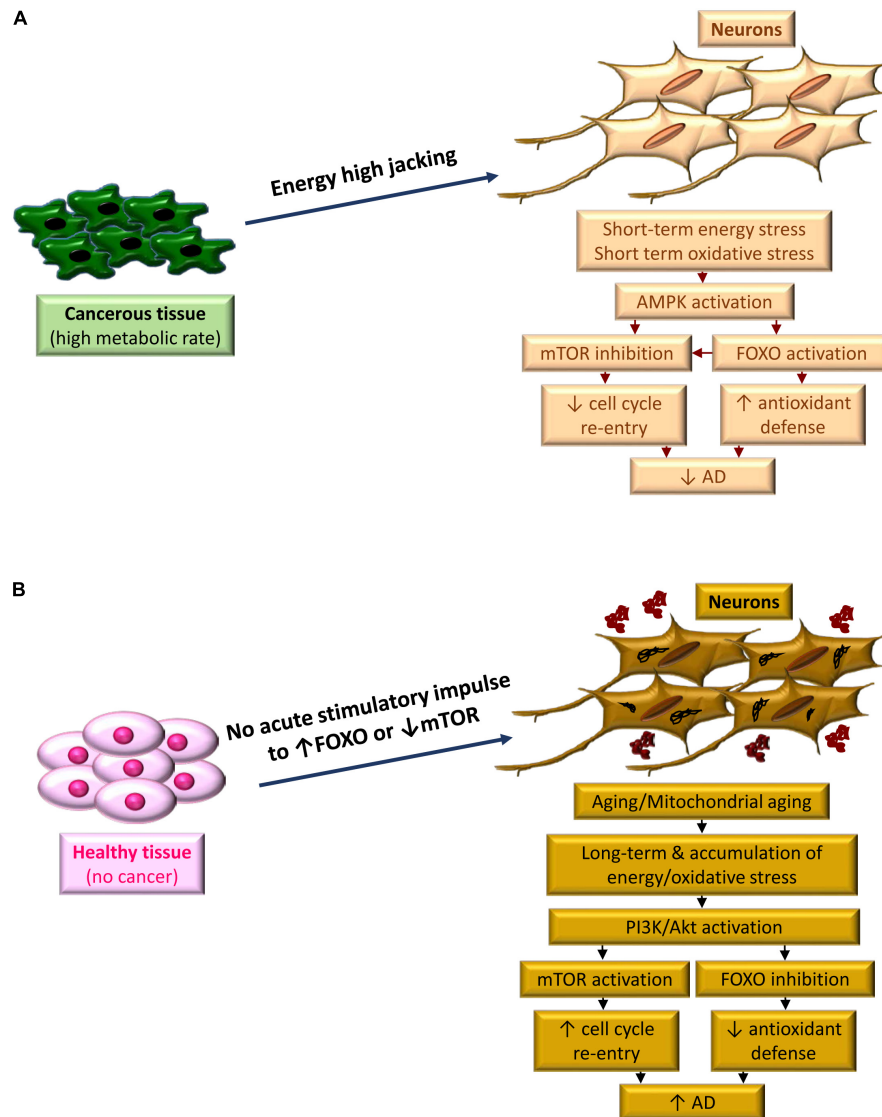 A
Neurons
Energy high jacking
Cancerous tissue
(high metabolic rate)
Short-term energy stress
Short term oxidative stress
AMPK activation
mTOR inhibition
FOXO activation
↓ cell cycle
re-entry
↑ antioxidant
defense
↓ AD
B
Neurons
No acute stimulatory impulse
to ↑FOXO or ↓mTOR
Healthy tissue
(no cancer)
Aging/Mitochondrial aging
Long-term & accumulation of
energy/oxidative stress
PI3K/Akt activation
mTOR activation
FOXO inhibition
↑ cell cycle
re-entry
↓ antioxidant
defense
↑ AD